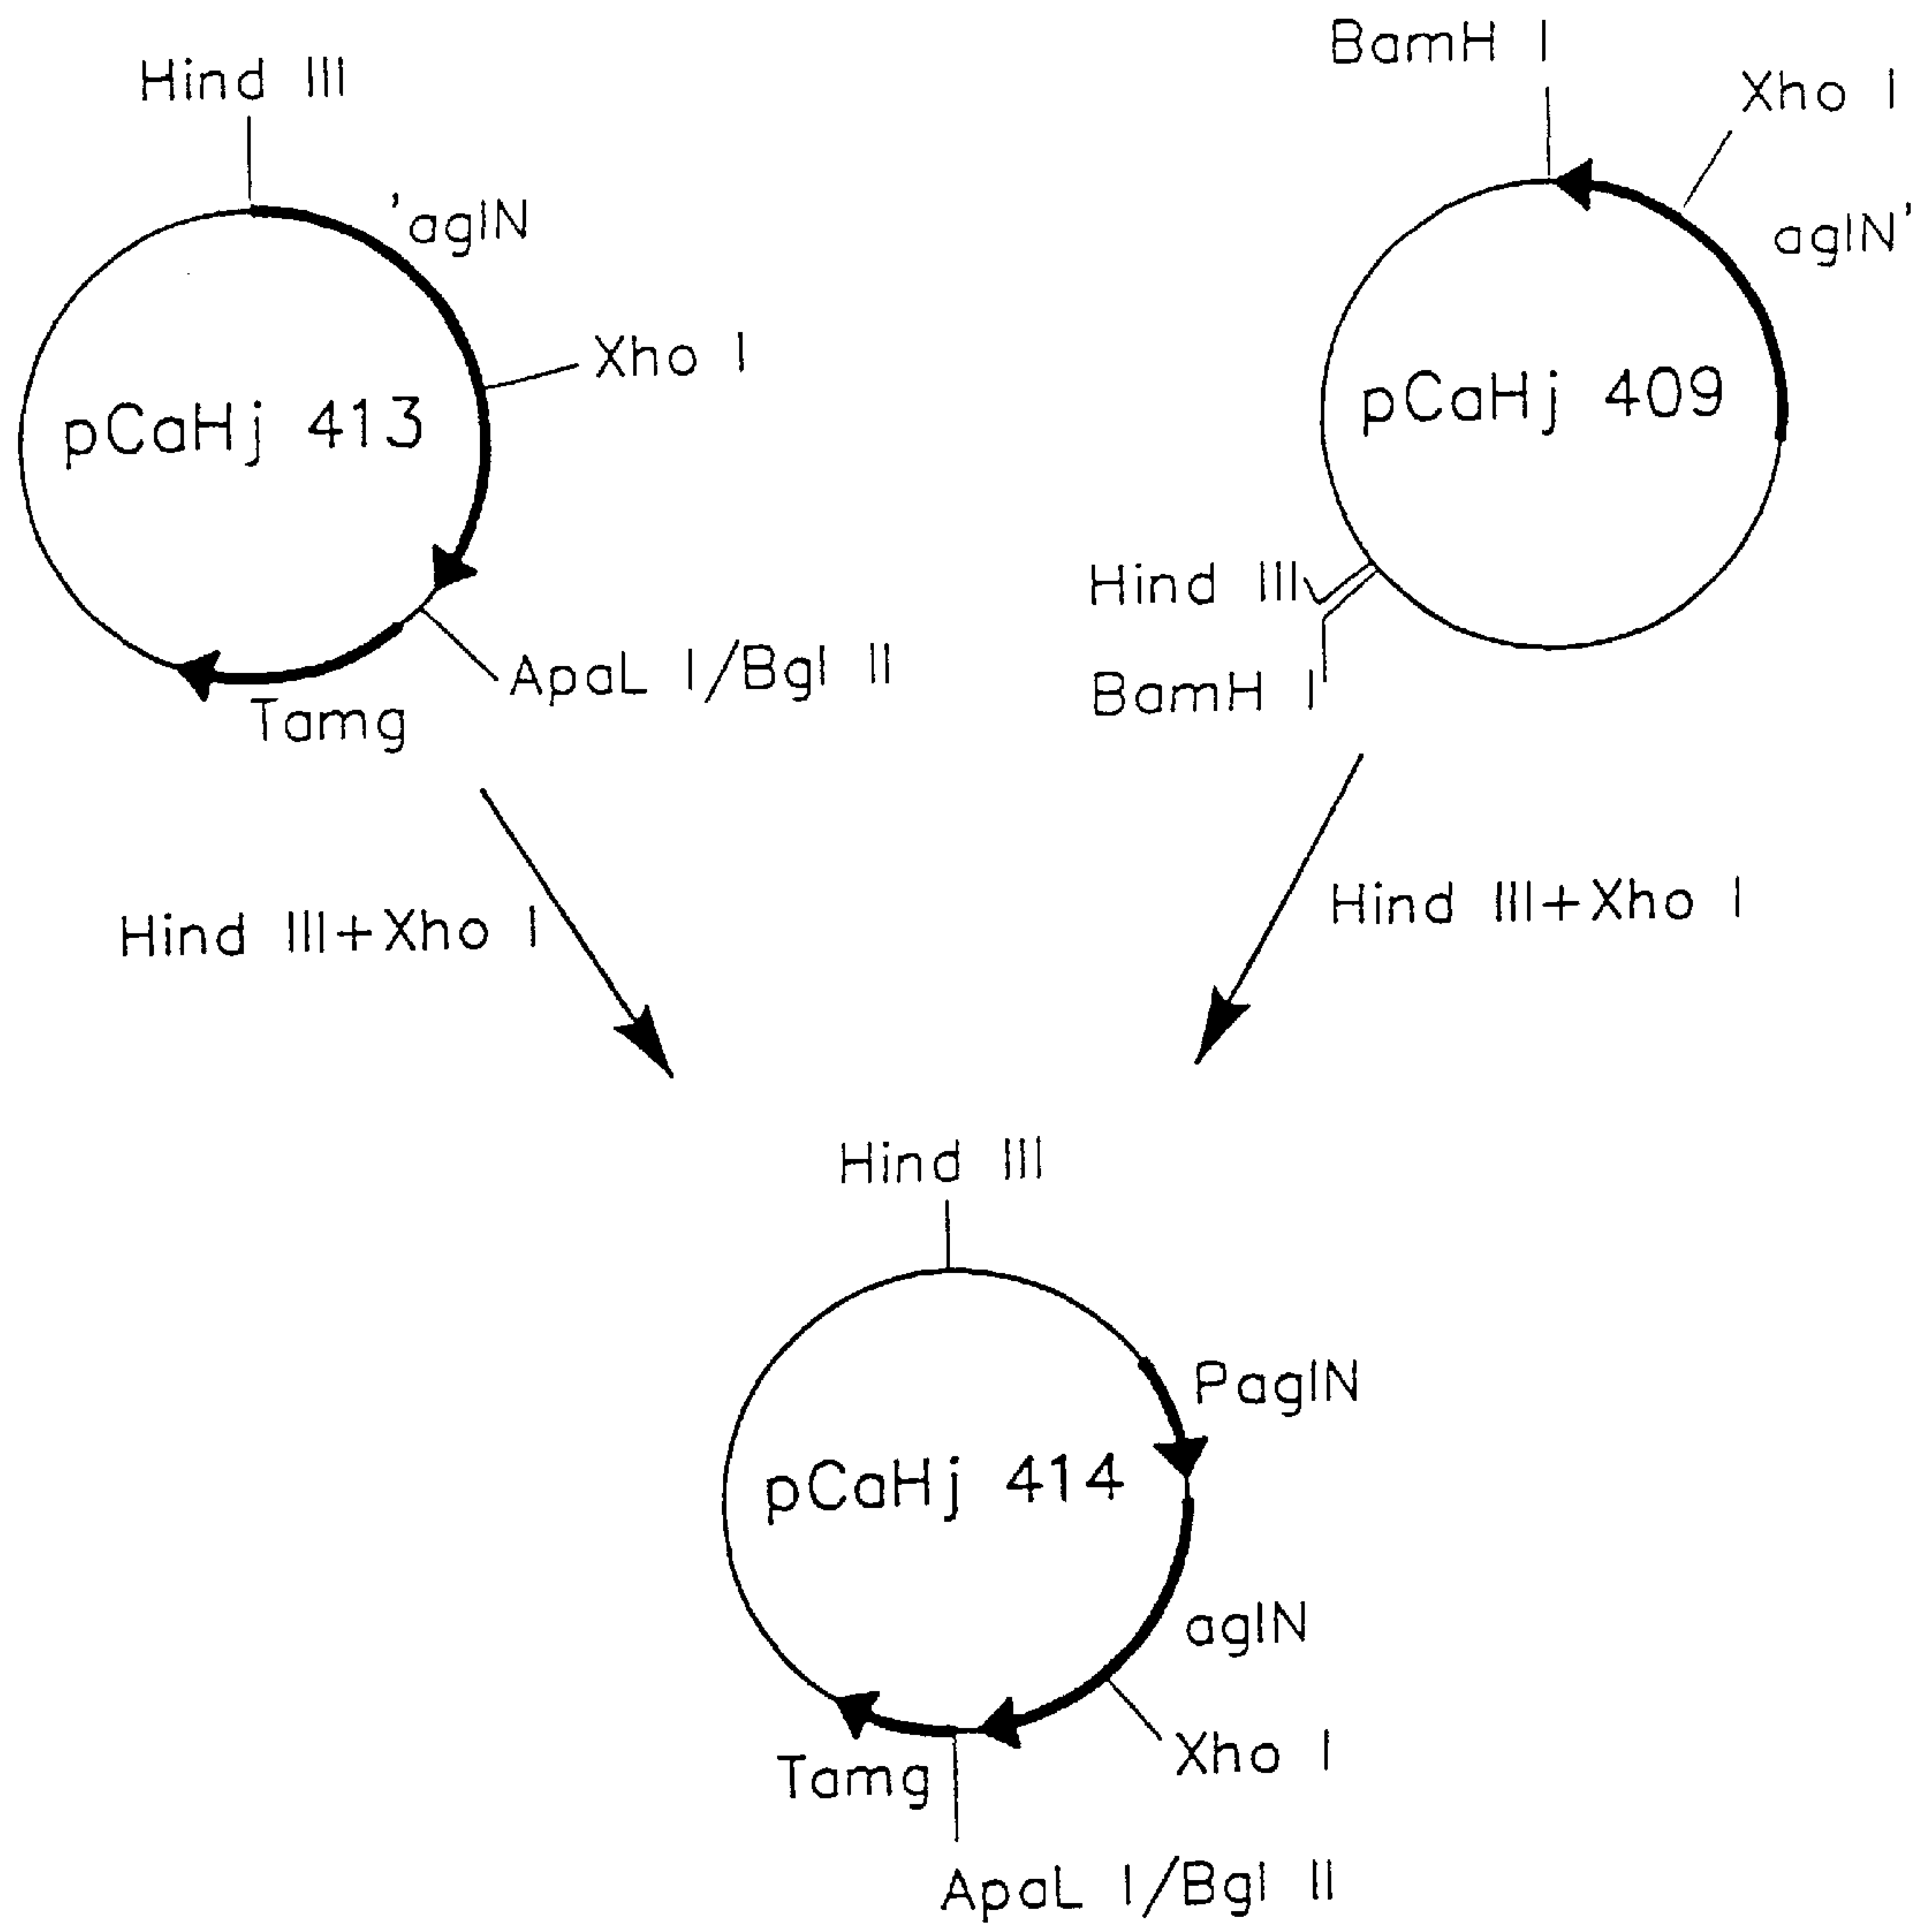 Hind III
'aglN
Xho I
pCaHj 413
ApaL I/Bgl II
Tamg
BamH I
Xho I
aglN'
pCaHj 409
Hind III
BamH I
Hind III+Xho I
Hind III+Xho I
Hind III
PaglN
pCaHj 414
aglN
Xho I
Tamg
ApaL I/Bgl II